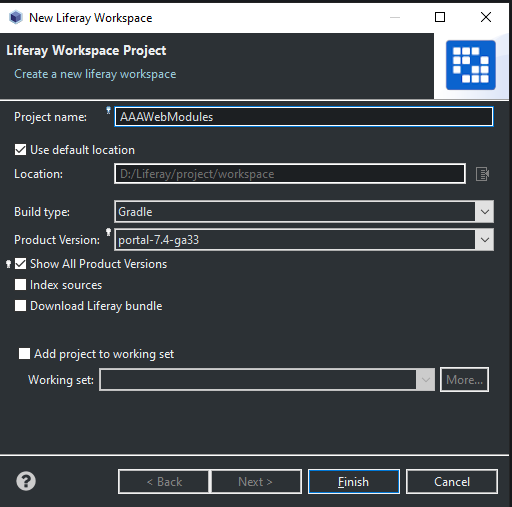 New Liferay Workspace
Liferay Workspace Project
Create a new liferay workspace
Project name: AAAWebModules
Use default location
Location: D:/Liferay/project/workspace
Build type: Gradle
Product Version: portal-7.4-ga33
Show All Product Versions
Index sources
Download Liferay bundle
Add project to working set
Working set: More...
? < Back Next > Finish Cancel